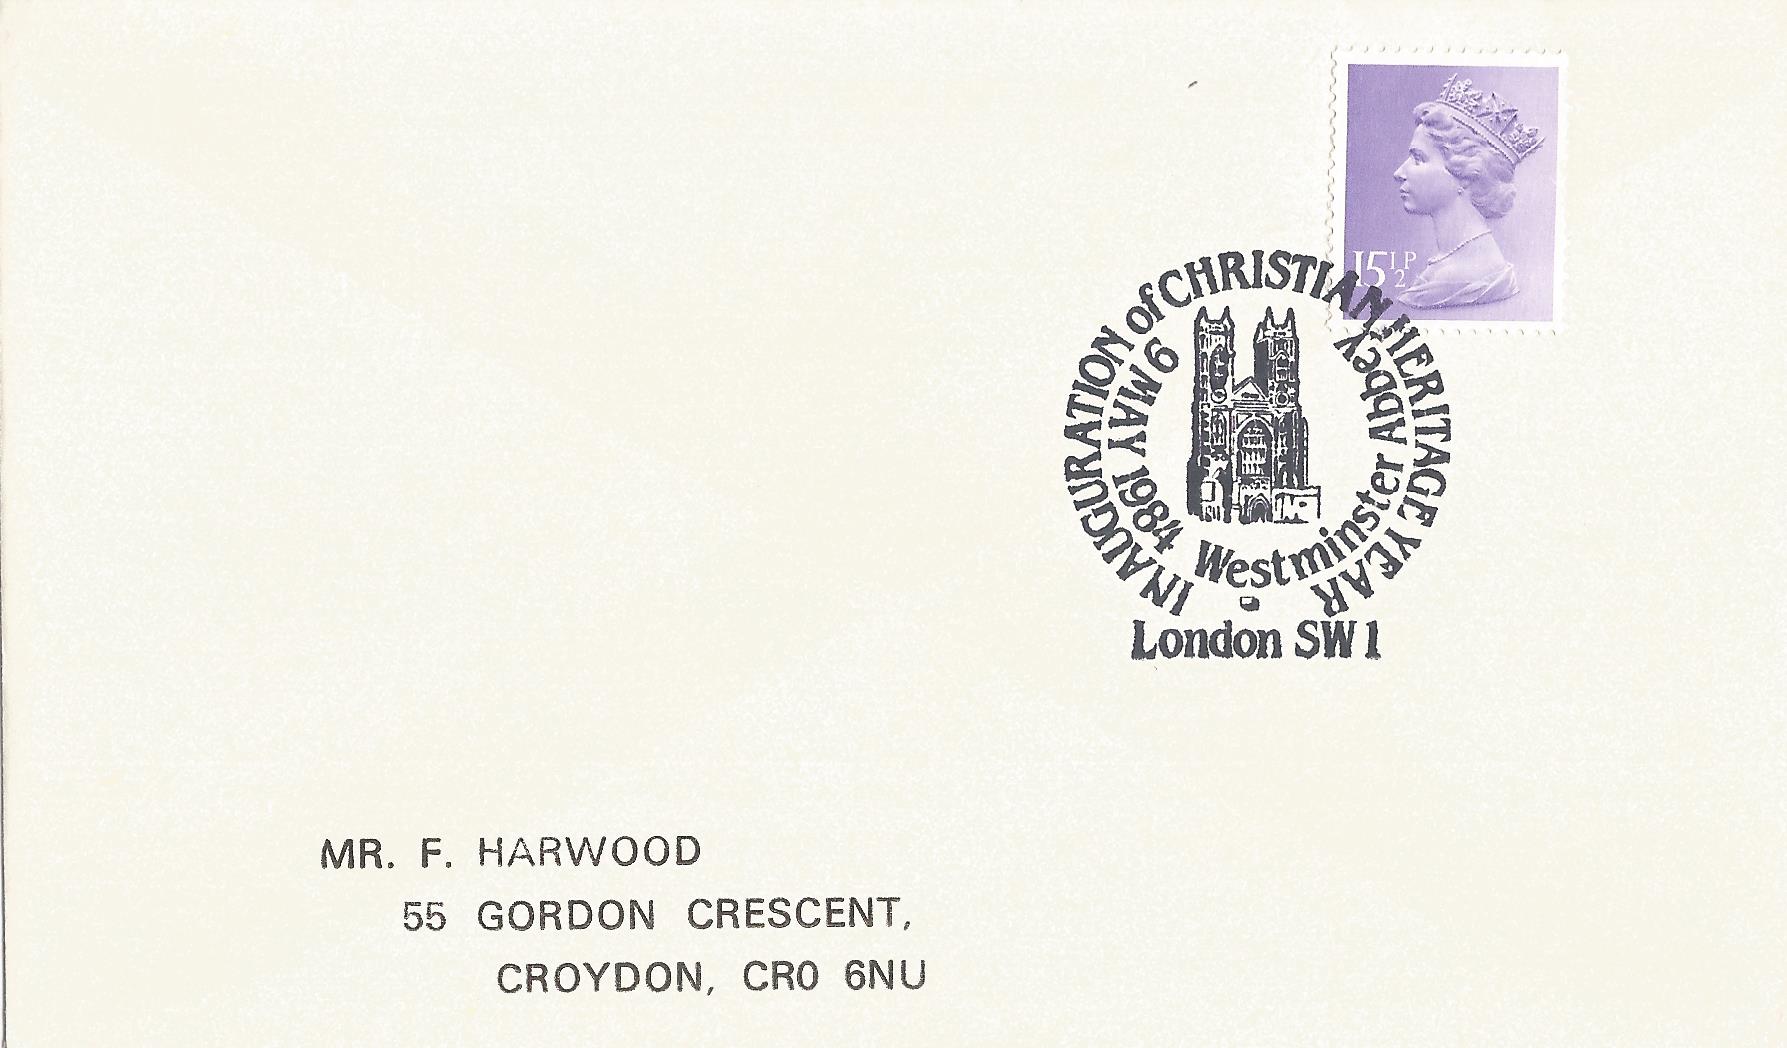 15½P
INAUGURATION of CHRISTIAN HERITAGE YEAR
9 MAY 1984 Westminster Abbey
London SW1
MR. F. HARWOOD
55 GORDON CRESCENT,
CROYDON, CR0 6NU